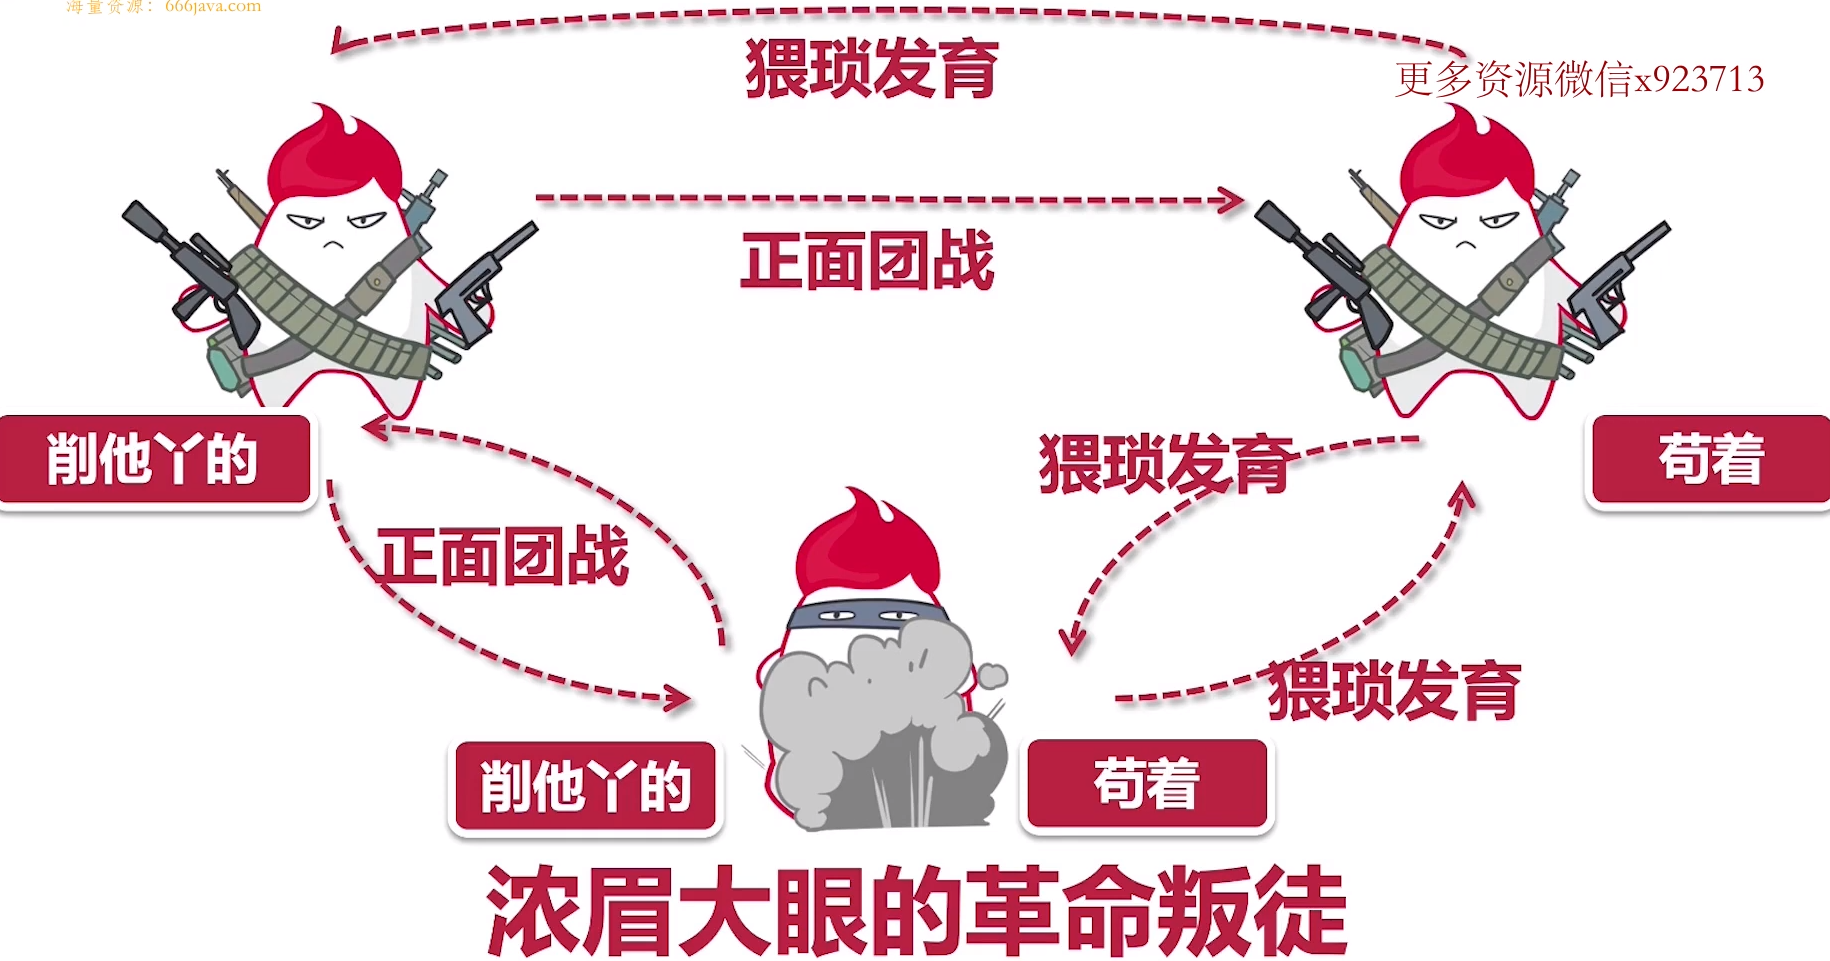 海量资源：666java.com
猥琐发育
更多资源微信x923713
正面团战
削他丫的
猥琐发育
苟着
正面团战
猥琐发育
削他丫的
苟着
浓眉大眼的革命叛徒